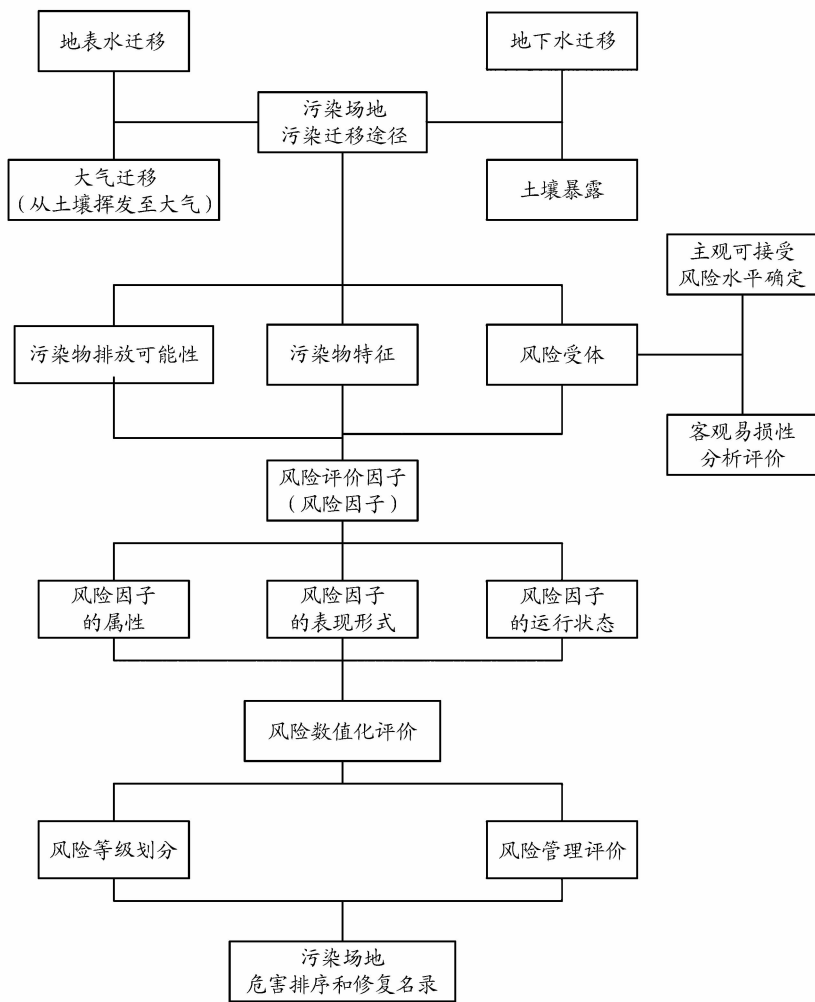 地表水迁移
地下水迁移
污染场地
污染迁移途径
大气迁移
(从土壤挥发至大气)
土壤暴露
主观可接受
风险水平确定
污染物排放可能性
污染物特征
风险受体
客观易损性
分析评价
风险评价因子
(风险因子)
风险因子
的属性
风险因子
的表现形式
风险因子
的运行状态
风险数值化评价
风险等级划分
风险管理评价
污染场地
危害排序和修复名录